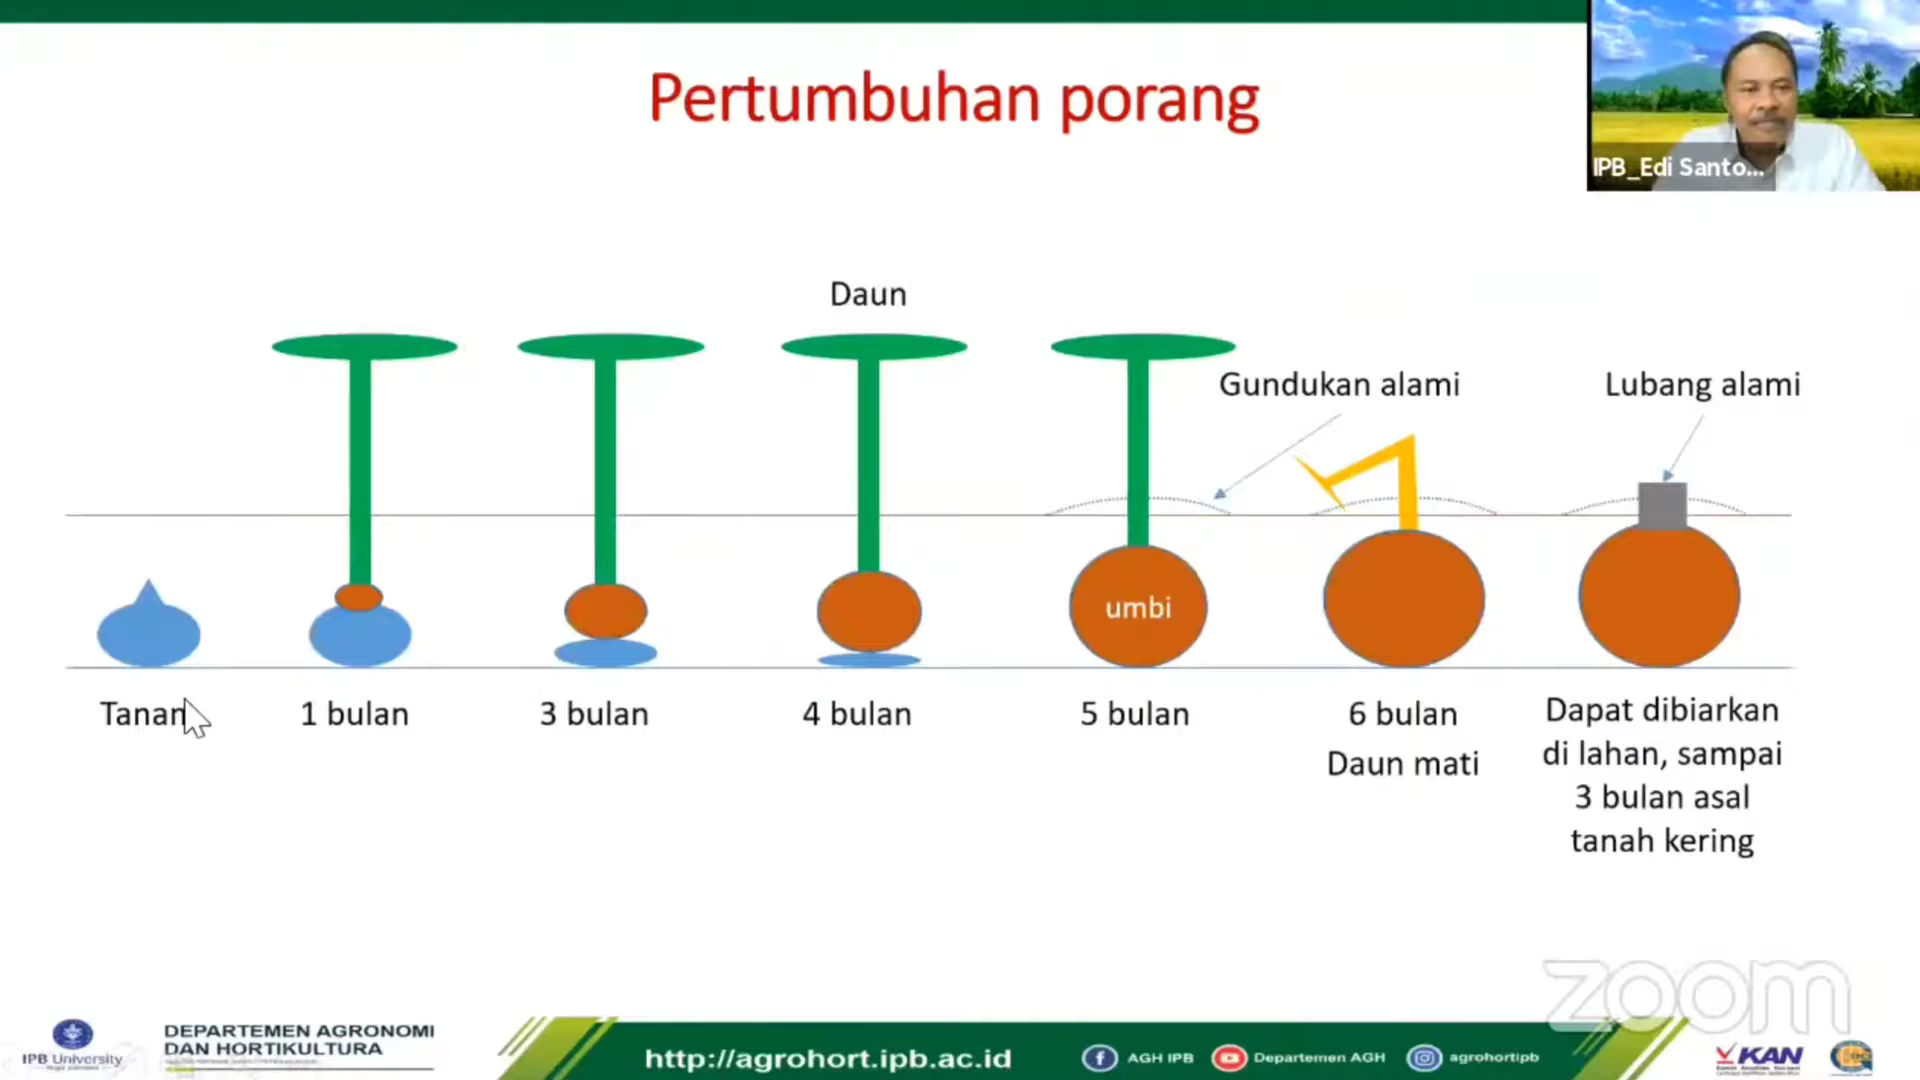 Pertumbuhan porang
IPB_Edi Santo...
Daun
Gundukan alami
Lubang alami
umbi
Tanam
1 bulan
3 bulan
4 bulan
5 bulan
6 bulan
Daun mati
Dapat dibiarkan
di lahan, sampai
3 bulan asal
tanah kering
zoom
IPB University
DEPARTEMEN AGRONOMI
DAN HORTIKULTURA
http://agrohort.ipb.ac.id
AGH IPB
Departemen AGH
agrohortipb
KAN